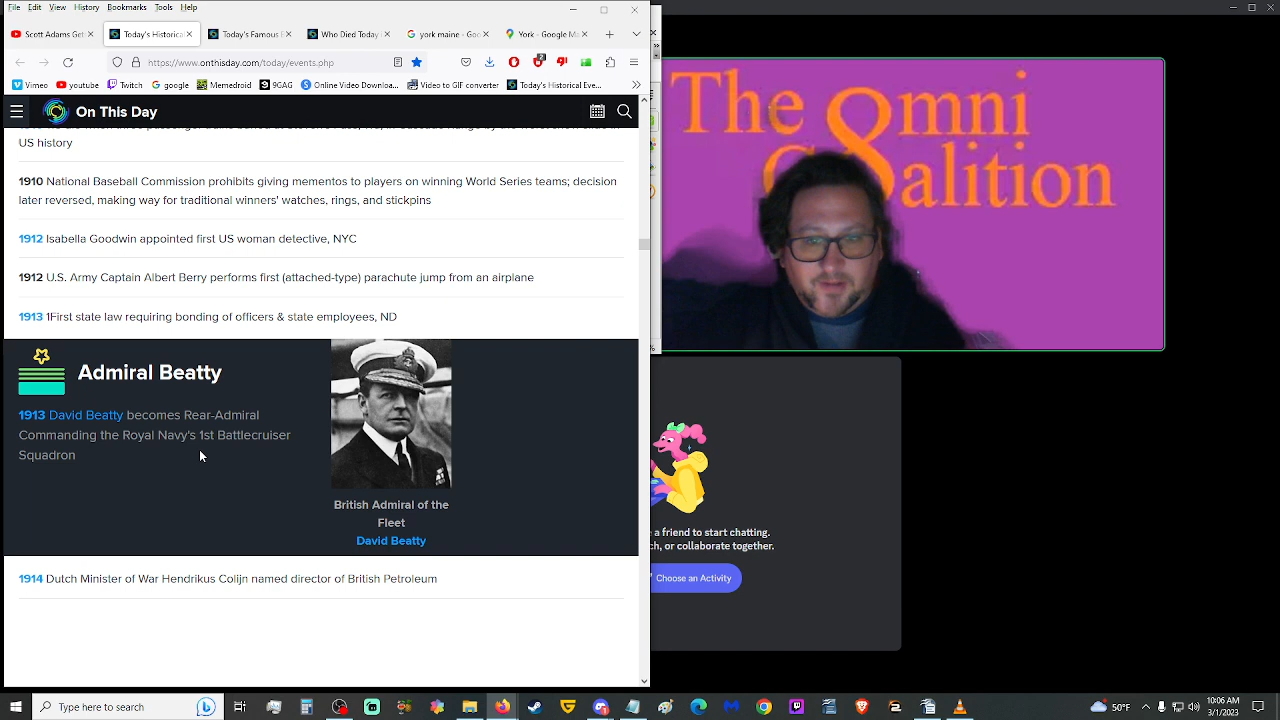 File Edit View History Bookmarks Tools Help
Scott Adams Get
Today's Historica
Today's Famous B
Who Died Today
york maine - Goo
York - Google M
https://www.onthisday.com/today/events.php
2
Vimeo youtube Twitch google Memedroid 9GAG Online Video Downloa... Video to GIF converter Today's Historical Eve...
On This Day
US history
1910 National Baseball Commission prohibits giving mementos to players on winning World Series teams; decision
later reversed, making way for traditional winners' watches, rings, and stickpins
1912 Isabella Goodwin appointed first US woman detective, NYC
1912 U.S. Army Captain Albert Berry performs first (attached-type) parachute jump from an airplane
1913 1First state law requiring bonding of officers & state employees, ND
Admiral Beatty
1913 David Beatty becomes Rear-Admiral
Commanding the Royal Navy's 1st Battlecruiser
Squadron
British Admiral of the
Fleet
David Beatty
1914 Dutch Minister of War Hendrikus Colijn named director of British Petroleum
The 8mni
alition
e a friend to start chatting.
ch, or collaborate together.
Choose an Activity
Type here to search
50°F
10:06 AM
3/1/2023